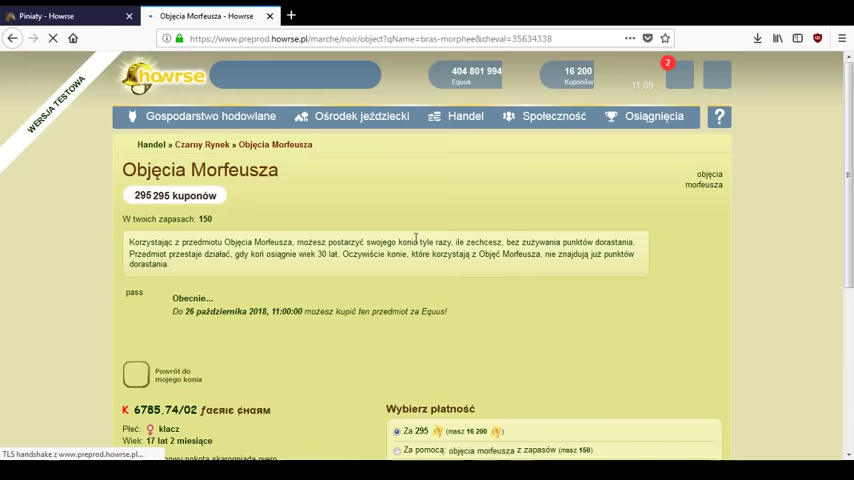 Piniaty - Howrse
Objęcia Morfeusza - Howrse
https://www.preprod.howrse.pl/marche/noir/object?qName=bras-morphee&cheval=35634338
WERSJA TESTOWA
howrse
404 801 994
Equus
16 200
Kuponów
11:09
2
Gospodarstwo hodowlane
Ośrodek jeździecki
Handel
Społeczność
Osiągnięcia
?
Handel » Czarny Rynek » Objęcia Morfeusza
Objęcia Morfeusza
objęcia
morfeusza
295 295 kuponów
W twoich zapasach: 150
Korzystając z przedmiotu Objęcia Morfeusza, możesz postarzyć swojego konia tyle razy, ile zechcesz, bez zużywania punktów dorastania.
Przedmiot przestaje działać, gdy koń osiągnie wiek 30 lat. Oczywiście konie, które korzystają z Objęć Morfeusza, nie znajdują już punktów
dorastania.
pass
Obecnie...
Do 26 października 2018, 11:00:00 możesz kupić ten przedmiot za Equus!
Powrót do
mojego konia
K 6785.74/02 ƒαєяιє ¢нαям
Płeć: klacz
Wiek: 17 lat 2 miesiące
Wybierz płatność
Za 295 (masz 16 200 )
Za pomocą: objęcia morfeusza z zapasów (masz 150)
TLS handshake z www.preprod.howrse.pl...
skarogniada overo